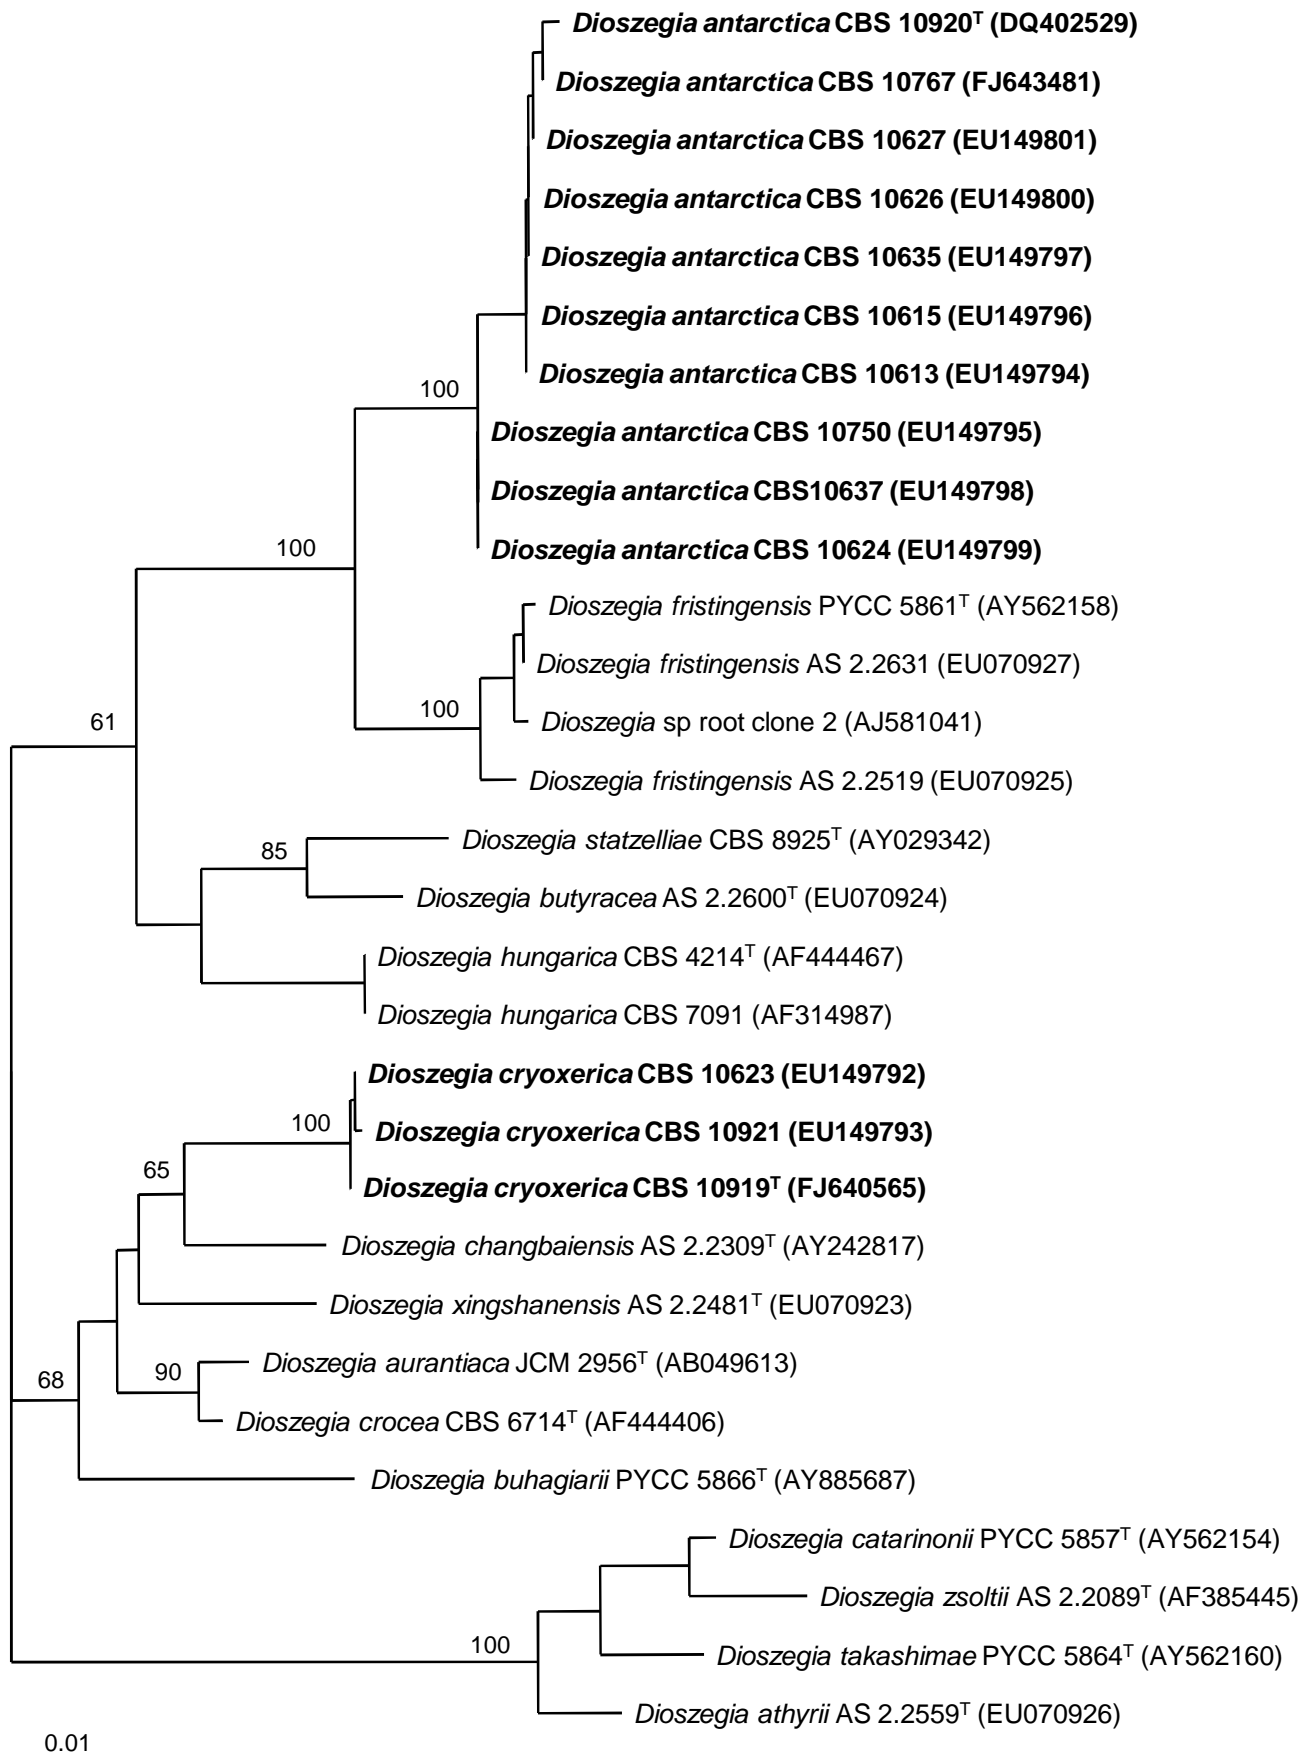 Dioszegia antarctica CBS 10920ᵀ (DQ402529)
Dioszegia antarctica CBS 10767 (FJ643481)
Dioszegia antarctica CBS 10627 (EU149801)
Dioszegia antarctica CBS 10626 (EU149800)
Dioszegia antarctica CBS 10635 (EU149797)
Dioszegia antarctica CBS 10615 (EU149796)
Dioszegia antarctica CBS 10613 (EU149794)
100
Dioszegia antarctica CBS 10750 (EU149795)
Dioszegia antarctica CBS10637 (EU149798)
Dioszegia antarctica CBS 10624 (EU149799)
100
Dioszegia fristingensis PYCC 5861ᵀ (AY562158)
Dioszegia fristingensis AS 2.2631 (EU070927)
100
Dioszegia sp root clone 2 (AJ581041)
61
Dioszegia fristingensis AS 2.2519 (EU070925)
Dioszegia statzelliae CBS 8925ᵀ (AY029342)
85
Dioszegia butyracea AS 2.2600ᵀ (EU070924)
Dioszegia hungarica CBS 4214ᵀ (AF444467)
Dioszegia hungarica CBS 7091 (AF314987)
Dioszegia cryoxerica CBS 10623 (EU149792)
100
Dioszegia cryoxerica CBS 10921 (EU149793)
65
Dioszegia cryoxerica CBS 10919ᵀ (FJ640565)
Dioszegia changbaiensis AS 2.2309ᵀ (AY242817)
Dioszegia xingshanensis AS 2.2481ᵀ (EU070923)
Dioszegia aurantiaca JCM 2956ᵀ (AB049613)
90
68
Dioszegia crocea CBS 6714ᵀ (AF444406)
Dioszegia buhagiarii PYCC 5866ᵀ (AY885687)
Dioszegia catarinonii PYCC 5857ᵀ (AY562154)
Dioszegia zsoltii AS 2.2089ᵀ (AF385445)
100
Dioszegia takashimae PYCC 5864ᵀ (AY562160)
Dioszegia athyrii AS 2.2559ᵀ (EU070926)
0.01